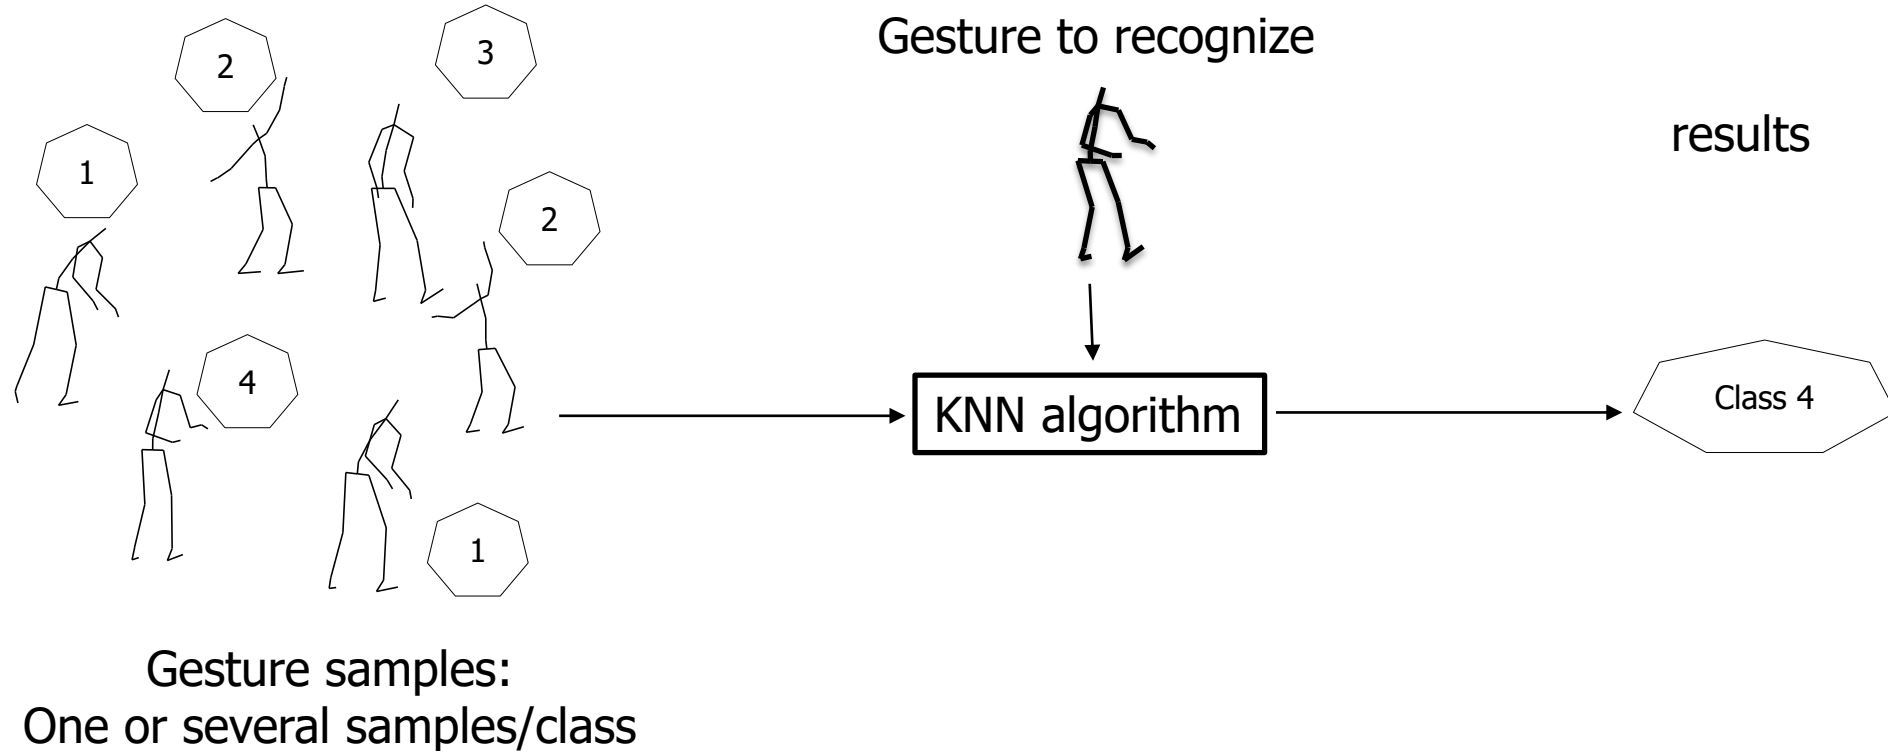 Gesture to recognize
3
2
results
1
2
4
Class 4
KNN algorithm
1
Gesture samples:
One or several samples/class